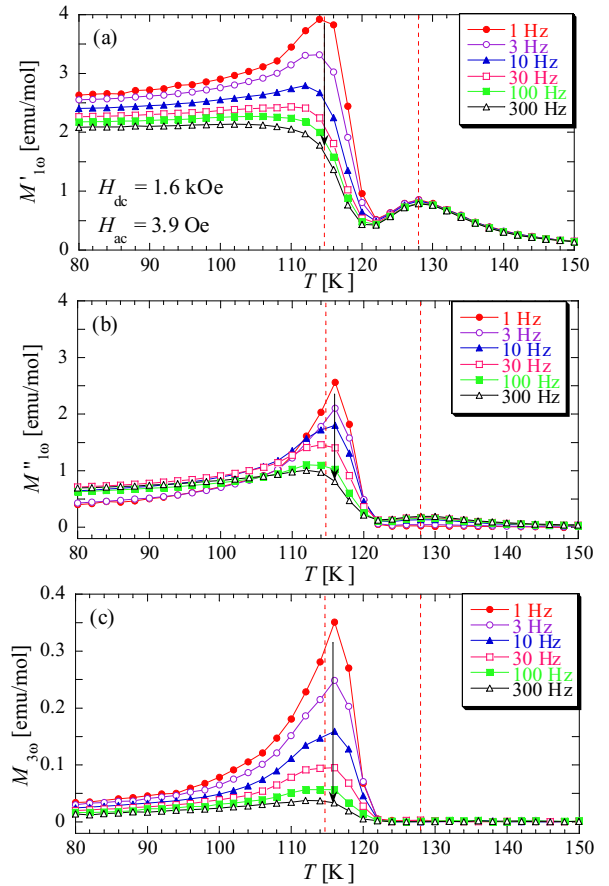 (a)
M'1ω [emu/mol]
4
3
2
1
0
1 Hz
3 Hz
10 Hz
30 Hz
100 Hz
300 Hz
Hdc = 1.6 kOe
Hac = 3.9 Oe
80 90 100 110 120 130 140 150
T [K]
(b)
M"1ω [emu/mol]
4
3
2
1
0
1 Hz
3 Hz
10 Hz
30 Hz
100 Hz
300 Hz
80 90 100 110 120 130 140 150
T [K]
(c)
M3ω [emu/mol]
0.4
0.3
0.2
0.1
0
1 Hz
3 Hz
10 Hz
30 Hz
100 Hz
300 Hz
80 90 100 110 120 130 140 150
T [K]